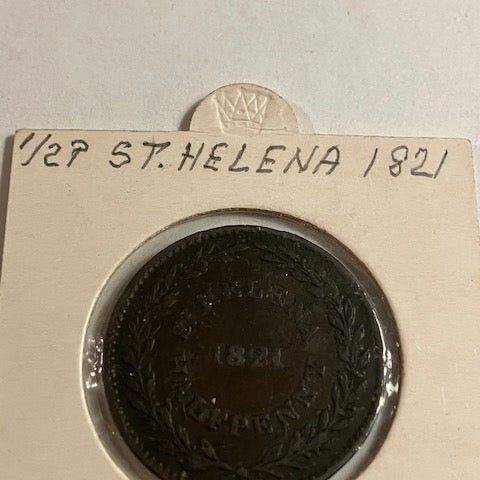 1/2P ST. HELENA 1821
ST HELENA
1821
HALFPENNY